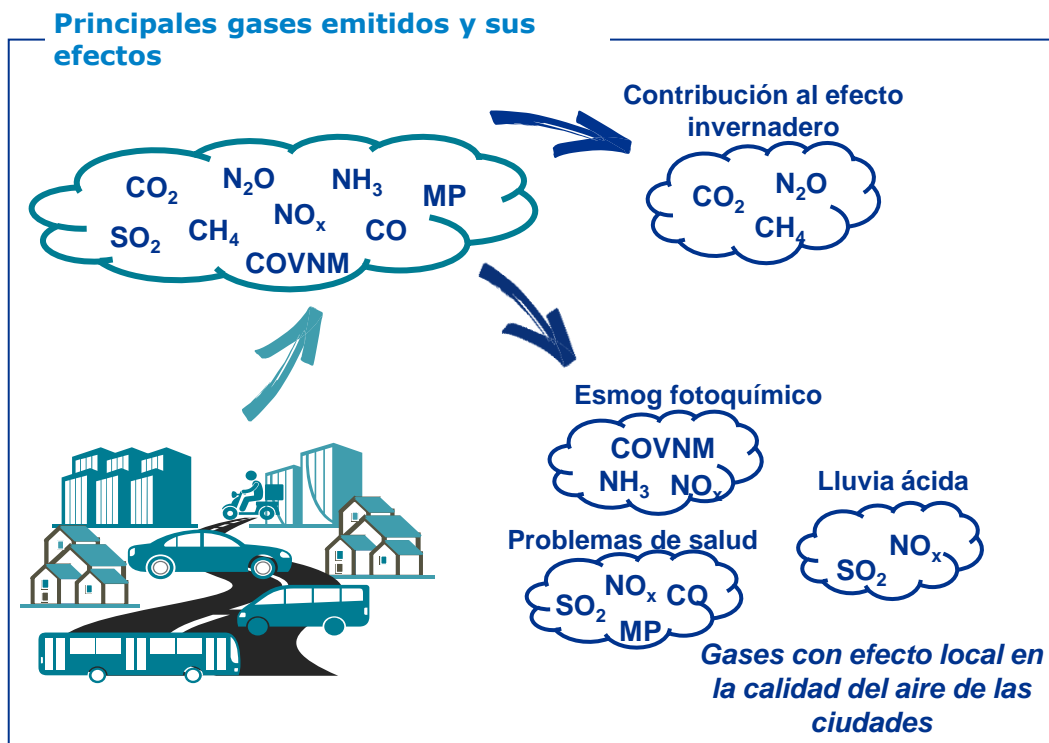 Principales gases emitidos y sus
efectos
Contribución al efecto
invernadero
CO₂ N₂O NH₃ MP
SO₂ CH₄ NOₓ CO
COVNM
CO₂ N₂O
CH₄
Esmog fotoquímico
COVNM
NH₃ NOₓ
Lluvia ácida
NOₓ
SO₂
Problemas de salud
NOₓ CO
SO₂
MP
Gases con efecto local en
la calidad del aire de las
ciudades